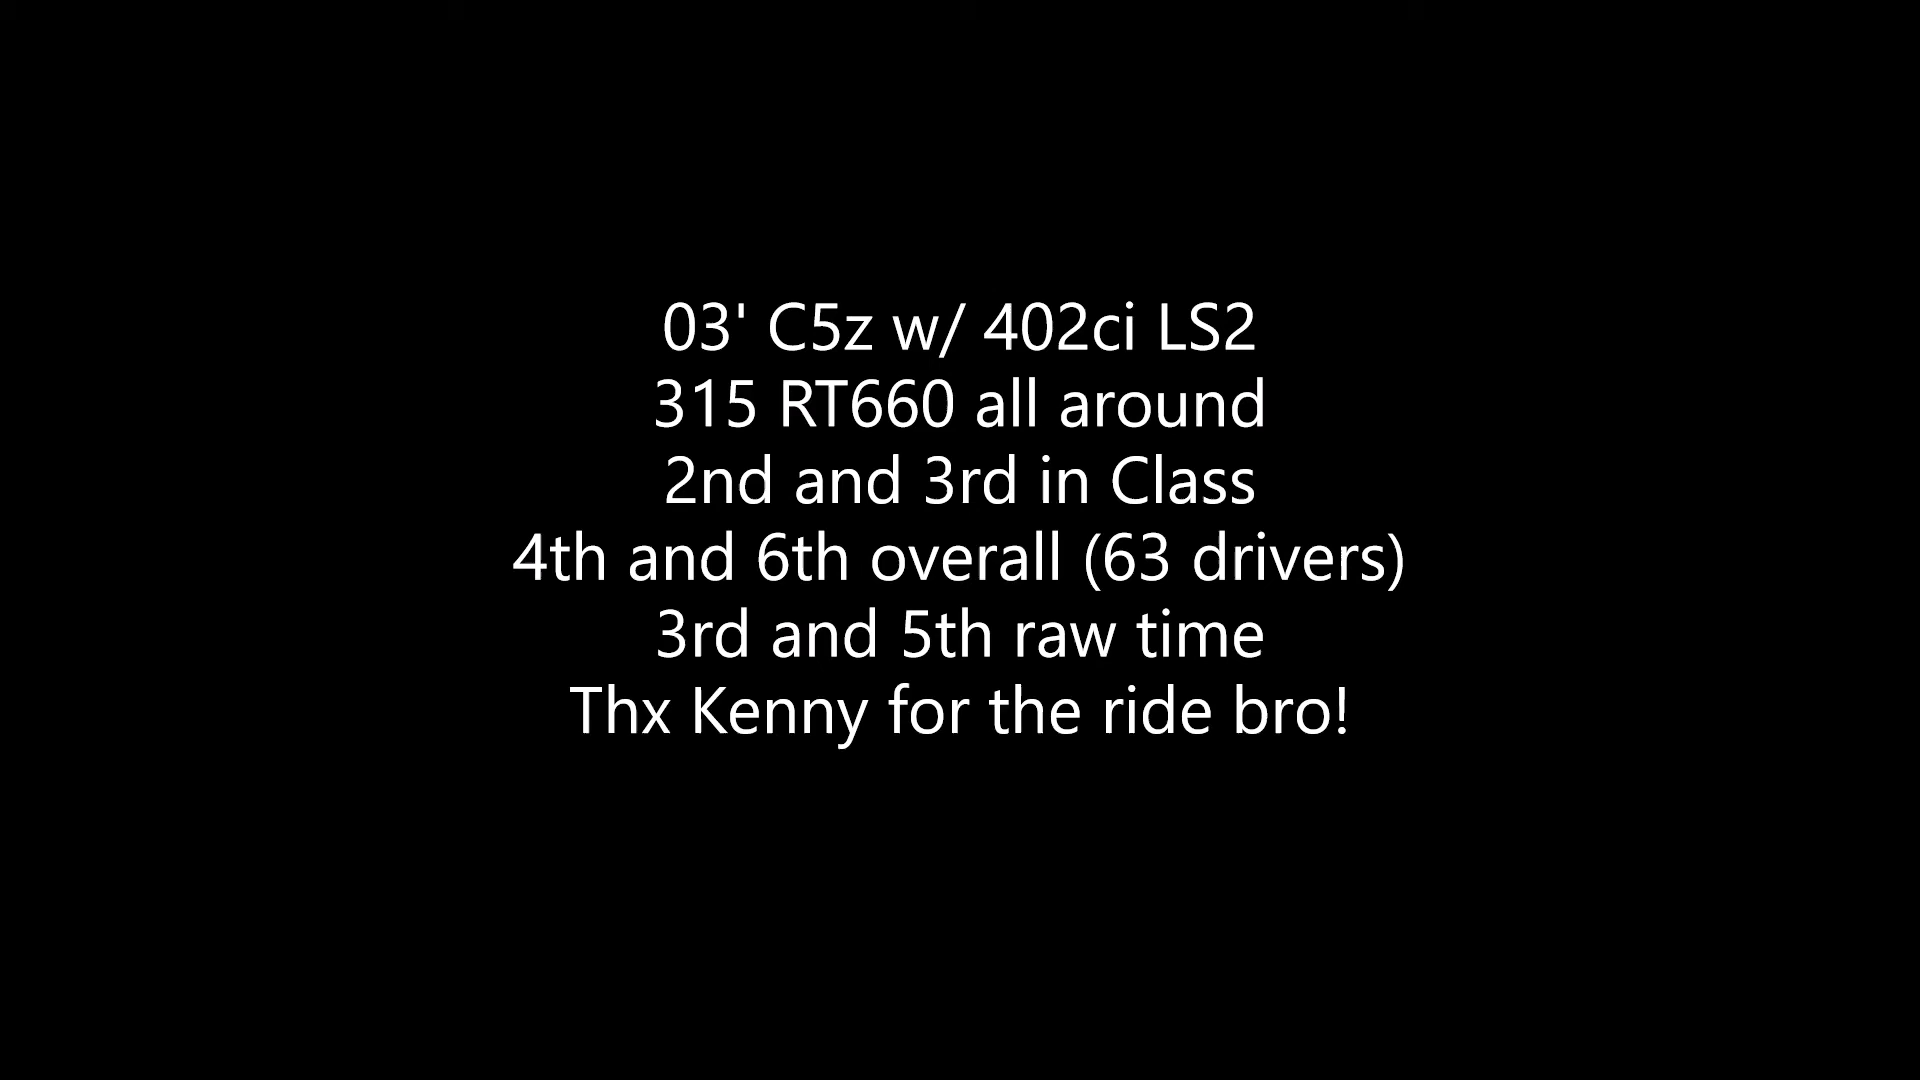 03' C5z w/ 402ci LS2
315 RT660 all around
2nd and 3rd in Class
4th and 6th overall (63 drivers)
3rd and 5th raw time
Thx Kenny for the ride bro!